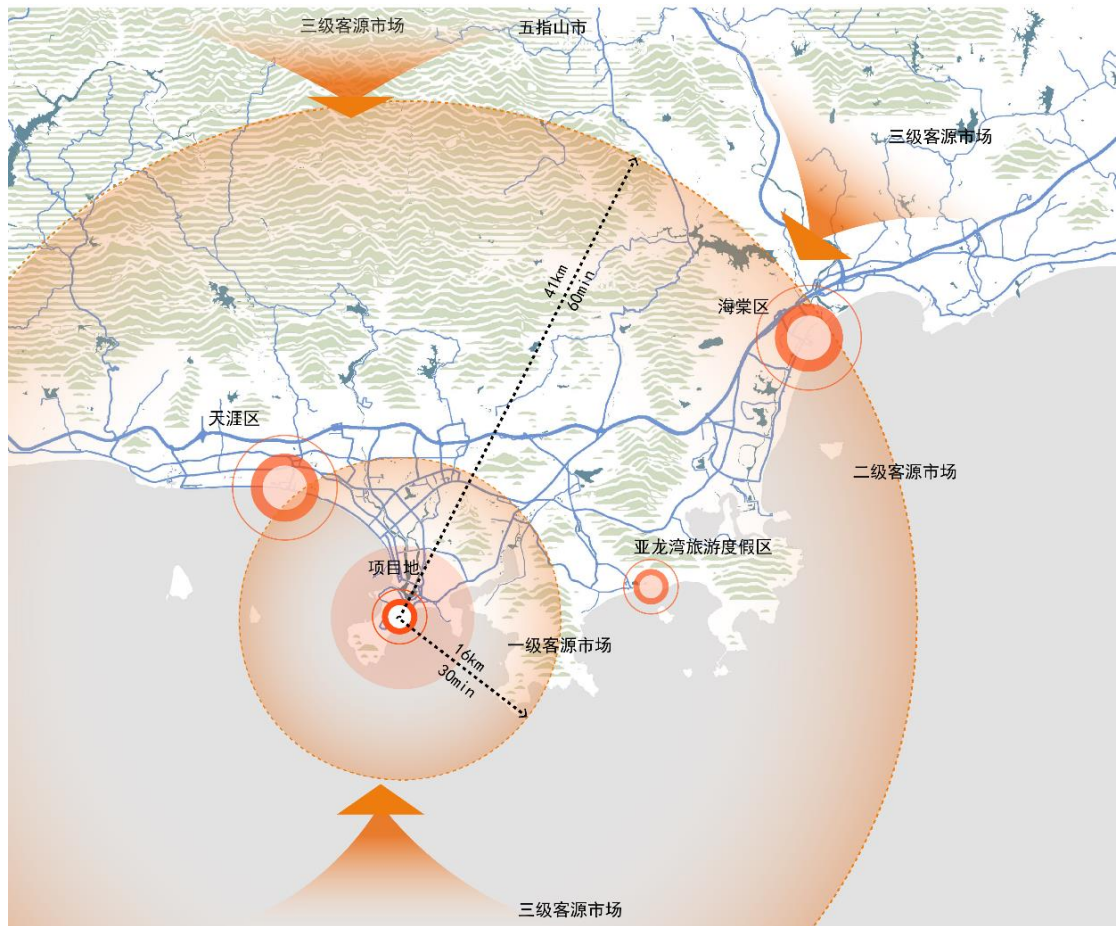 三级客源市场
五指山市
三级客源市场
41km
60min
海棠区
天涯区
二级客源市场
亚龙湾旅游度假区
项目地
一级客源市场
16km
30min
三级客源市场